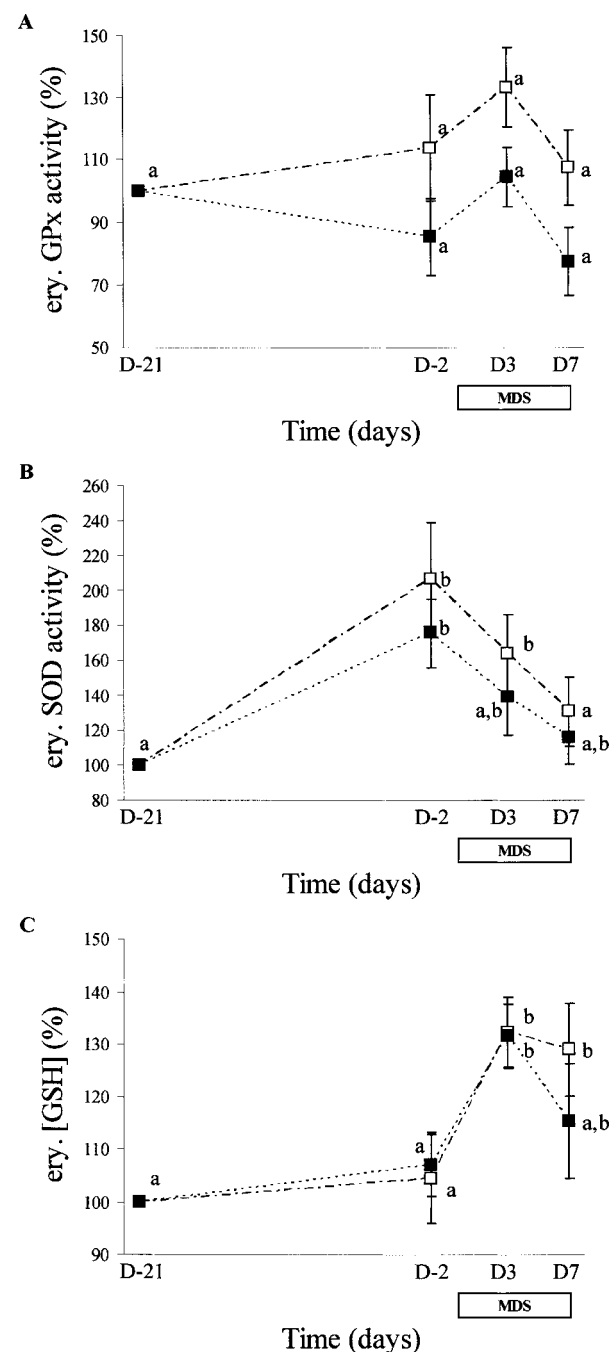 A
ery. GPx activity (%)
150
130
110
90
70
50
a
a
a
a
a
a
a
D-21
D-2
D3
D7
MDS
Time (days)
B
ery. SOD activity (%)
260
240
220
200
180
160
140
120
100
80
a
b
b
b
a,b
a
a,b
D-21
D-2
D3
D7
MDS
Time (days)
C
ery. [GSH] (%)
150
140
130
120
110
100
90
a
a
a
b
b
b
a,b
D-21
D-2
D3
D7
MDS
Time (days)